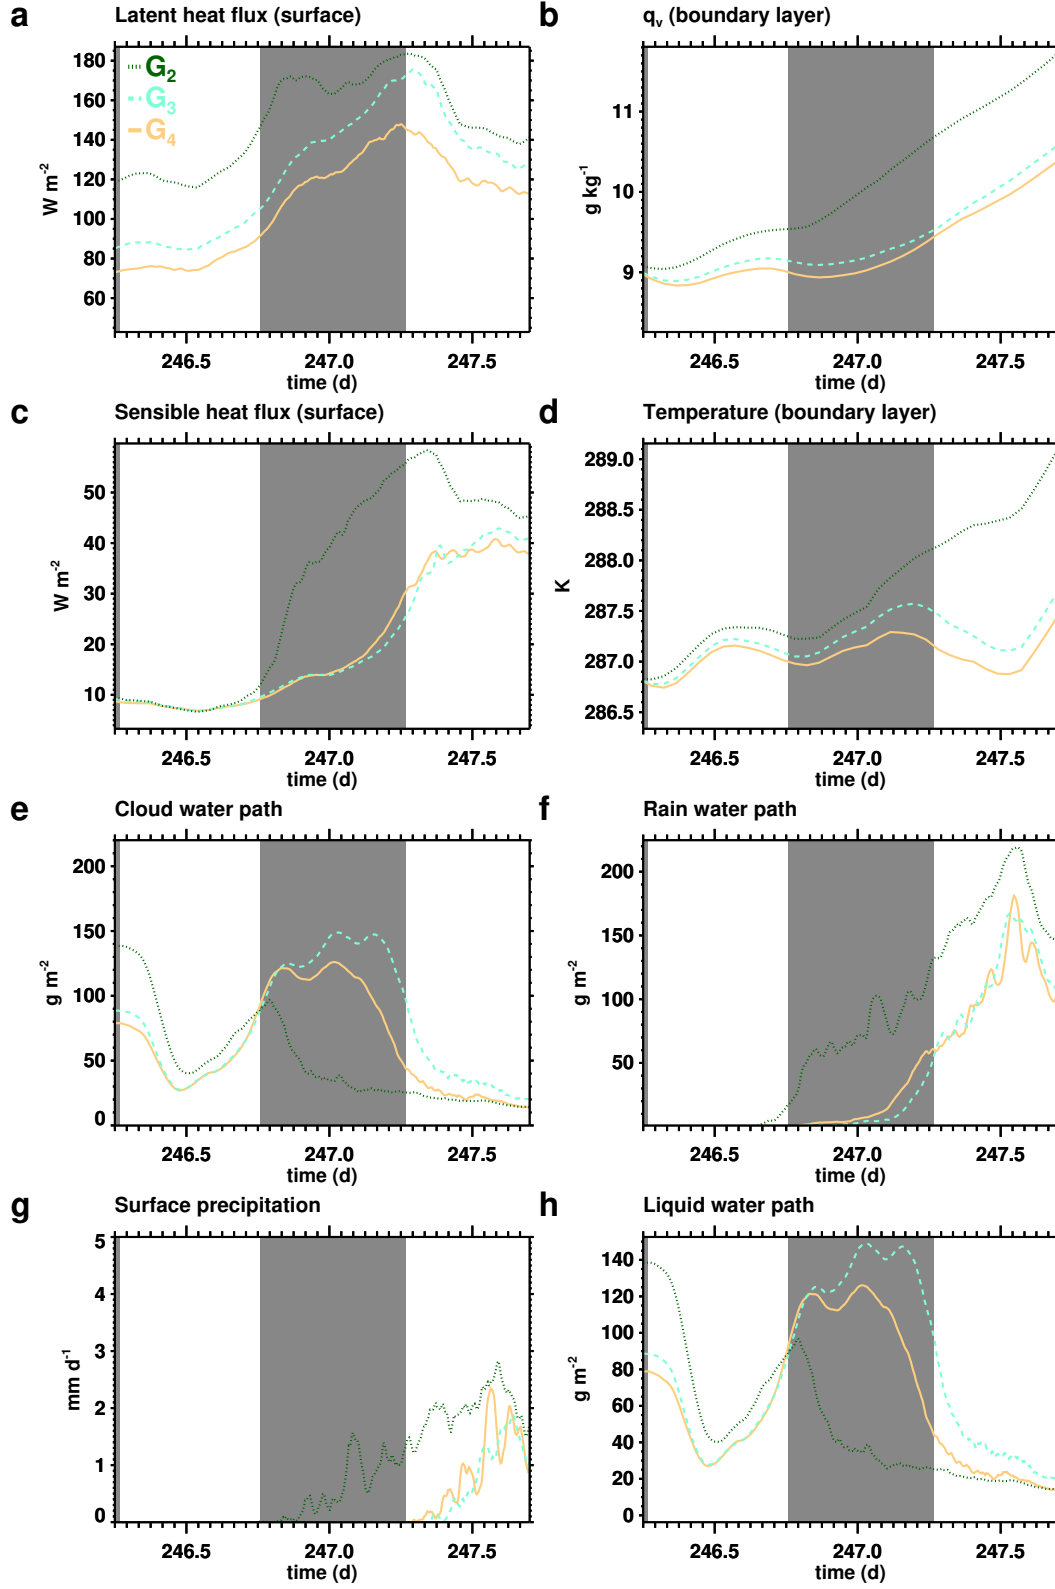 a Latent heat flux (surface)
b qv (boundary layer)
180
160
140
120
100
80
60
W m-2
G2
G3
G4
246.5 247.0 247.5
time (d)
11
10
9
g kg-1
246.5 247.0 247.5
time (d)
c Sensible heat flux (surface)
d Temperature (boundary layer)
50
40
30
20
10
W m-2
246.5 247.0 247.5
time (d)
289.0
288.5
288.0
287.5
287.0
286.5
K
246.5 247.0 247.5
time (d)
e Cloud water path
f Rain water path
200
150
100
50
0
g m-2
246.5 247.0 247.5
time (d)
200
150
100
50
g m-2
246.5 247.0 247.5
time (d)
g Surface precipitation
h Liquid water path
5
4
3
2
1
0
mm d-1
246.5 247.0 247.5
time (d)
140
120
100
80
60
40
20
0
g m-2
246.5 247.0 247.5
time (d)